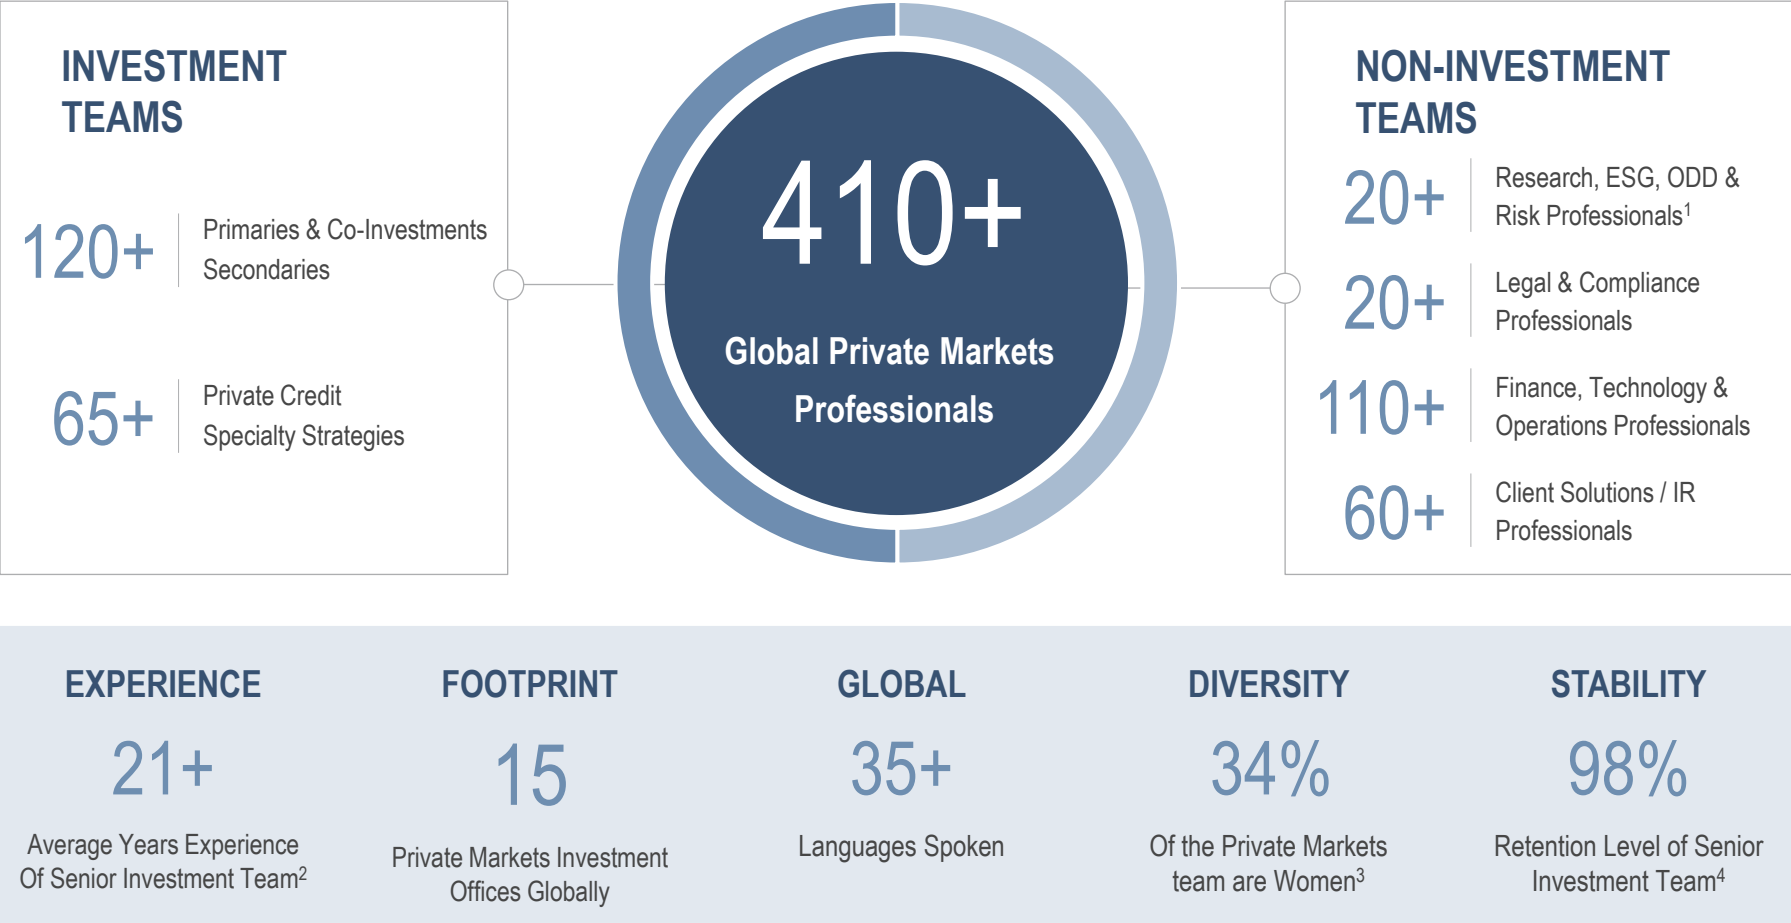 INVESTMENT
TEAMS
120+
Primaries & Co-Investments
Secondaries
65+
Private Credit
Specialty Strategies
410+
Global Private Markets
Professionals
NON-INVESTMENT
TEAMS
20+
Research, ESG, ODD &
Risk Professionals1
20+
Legal & Compliance
Professionals
110+
Finance, Technology &
Operations Professionals
60+
Client Solutions / IR
Professionals
EXPERIENCE
21+
Average Years Experience
Of Senior Investment Team2
FOOTPRINT
15
Private Markets Investment
Offices Globally
GLOBAL
35+
Languages Spoken
DIVERSITY
34%
Of the Private Markets
team are Women3
STABILITY
98%
Retention Level of Senior
Investment Team4